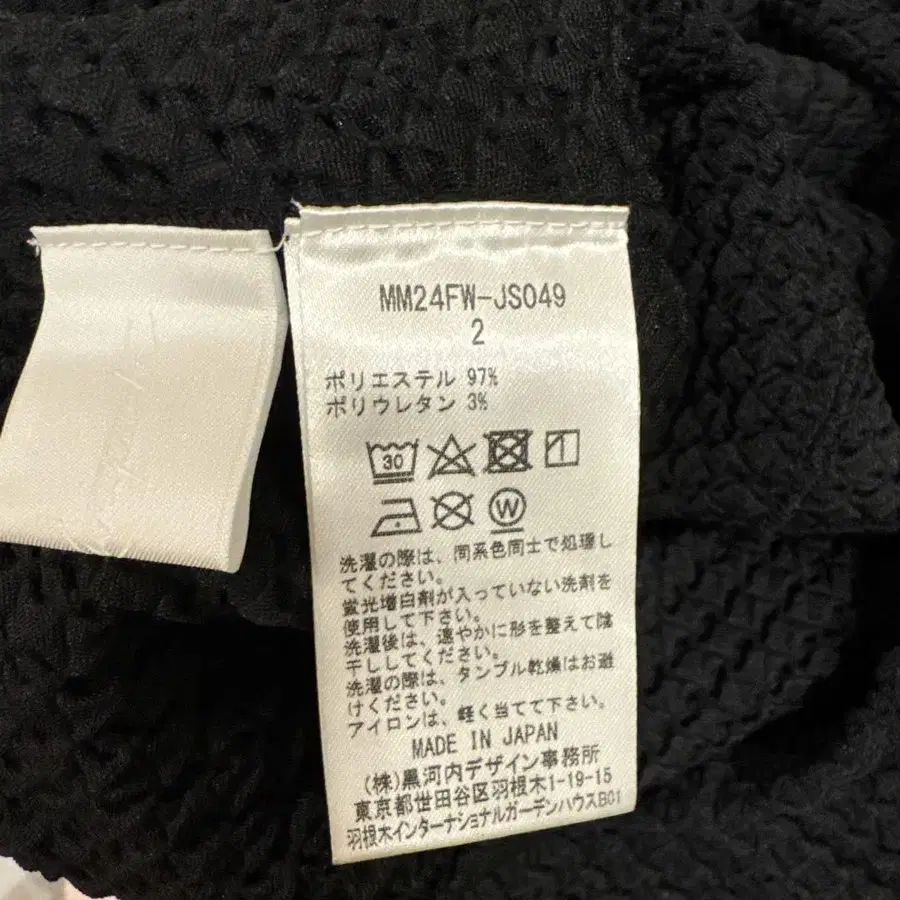 MM24FW-JS049
2
ポリエステル 97%
ポリウレタン 3%
30
W
洗濯の際は、同系色同士で処理し
てください。
蛍光増白剤が入っていない洗剤を
使用して下さい。
洗濯後は、速やかに形を整えて陰
干ししてください。
洗濯の際は、タンブル乾燥はお避
けください。
アイロンは、軽く当てて下さい。
MADE IN JAPAN
(株)黒河内デザイン事務所
東京都世田谷区羽根木1-19-15
羽根木インターナショナルガーデンハウスB01